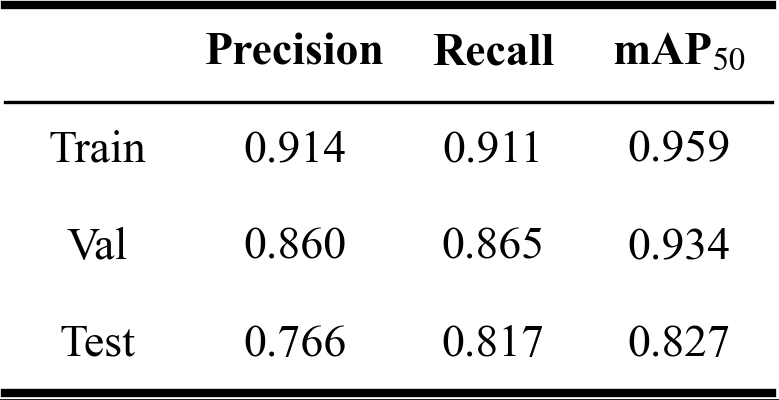 Precision Recall mAP50
Train 0.914 0.911 0.959
Val 0.860 0.865 0.934
Test 0.766 0.817 0.827